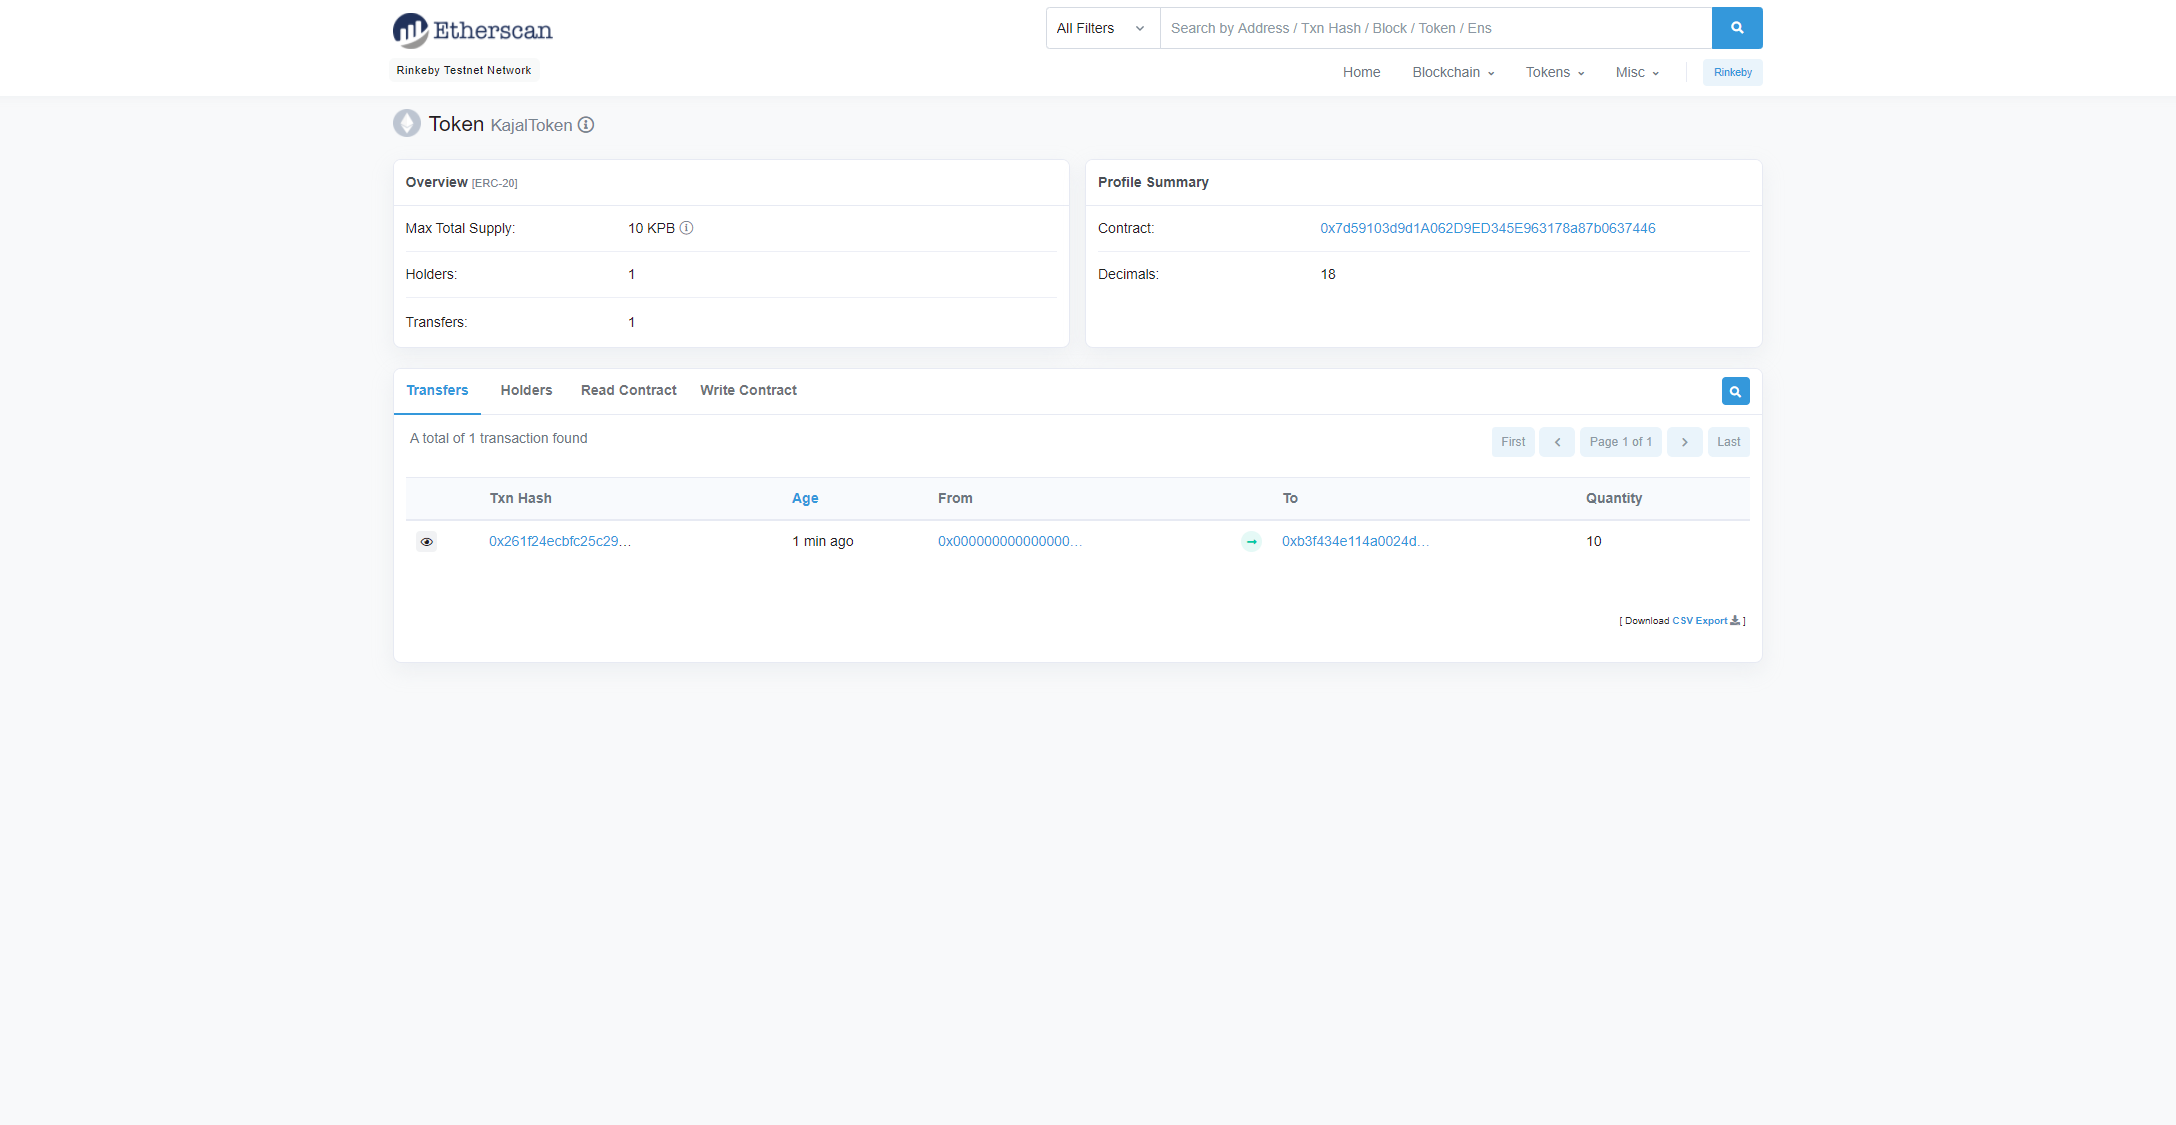 Etherscan
All Filters
Search by Address / Txn Hash / Block / Token / Ens
Rinkeby Testnet Network
Home Blockchain Tokens Misc Rinkeby
Token KajalToken
Overview [ERC-20]
Max Total Supply: 10 KPB
Holders: 1
Transfers: 1
Profile Summary
Contract: 0x7d59103d9d1A062D9ED345E963178a87b0637446
Decimals: 18
Transfers Holders Read Contract Write Contract
A total of 1 transaction found
First Page 1 of 1 Last
Txn Hash Age From To Quantity
0x261f24ecbfc25c29... 1 min ago 0x000000000000000... 0xb3f434e114a0024d... 10
[ Download CSV Export ]